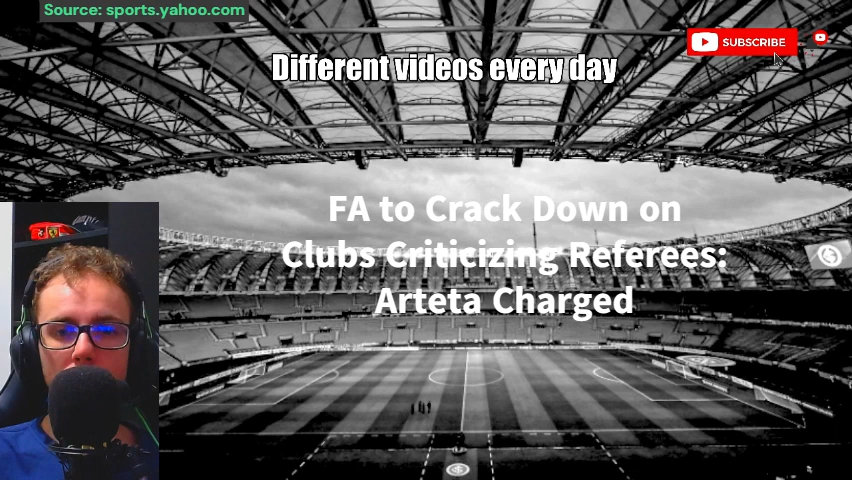 Source: sports.yahoo.com
SUBSCRIBE
Different videos every day
FA to Crack Down on
Clubs Criticizing Referees:
Arteta Charged